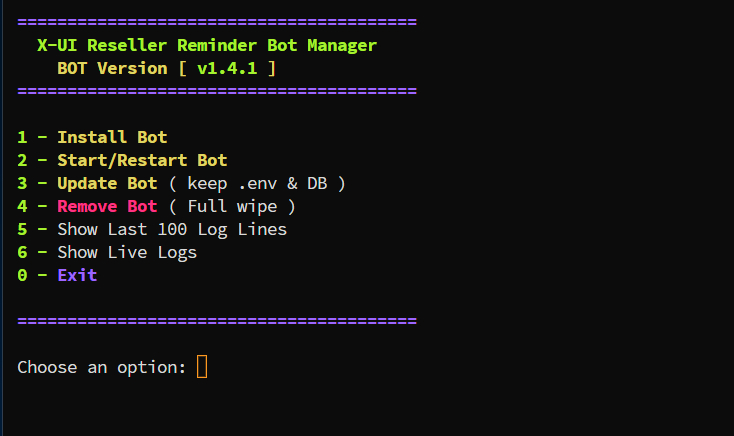 ========================================
X-UI Reseller Reminder Bot Manager
BOT Version [ v1.4.1 ]
========================================
1 - Install Bot
2 - Start/Restart Bot
3 - Update Bot ( keep .env & DB )
4 - Remove Bot ( Full wipe )
5 - Show Last 100 Log Lines
6 - Show Live Logs
0 - Exit
========================================
Choose an option: